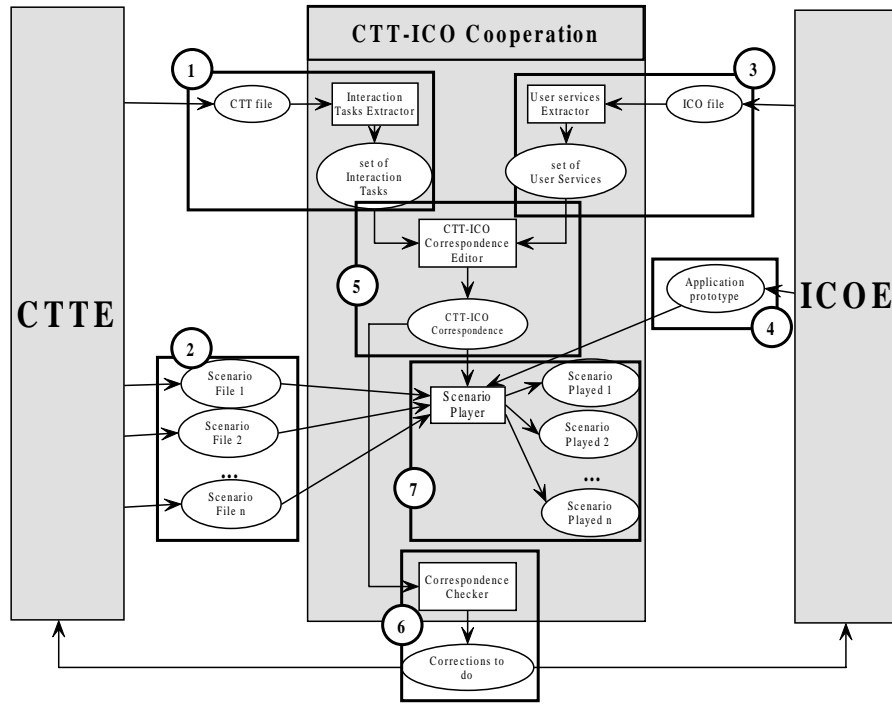 CTT-ICO Cooperation
1
3
CTT file
Interaction
Tasks Extractor
User services
Extractor
ICO file
set of
Interaction
Tasks
set of
User Services
CTT-ICO
Correspondence
Editor
5
CTTE
ICOE
Application
prototype
4
CTT-ICO
Correspondence
2
Scenario
File 1
Scenario
File 2
...
Scenario
File n
Scenario
Player
Scenario
Played 1
Scenario
Played 2
...
Scenario
Played n
7
Correspondence
Checker
6
Corrections to
do